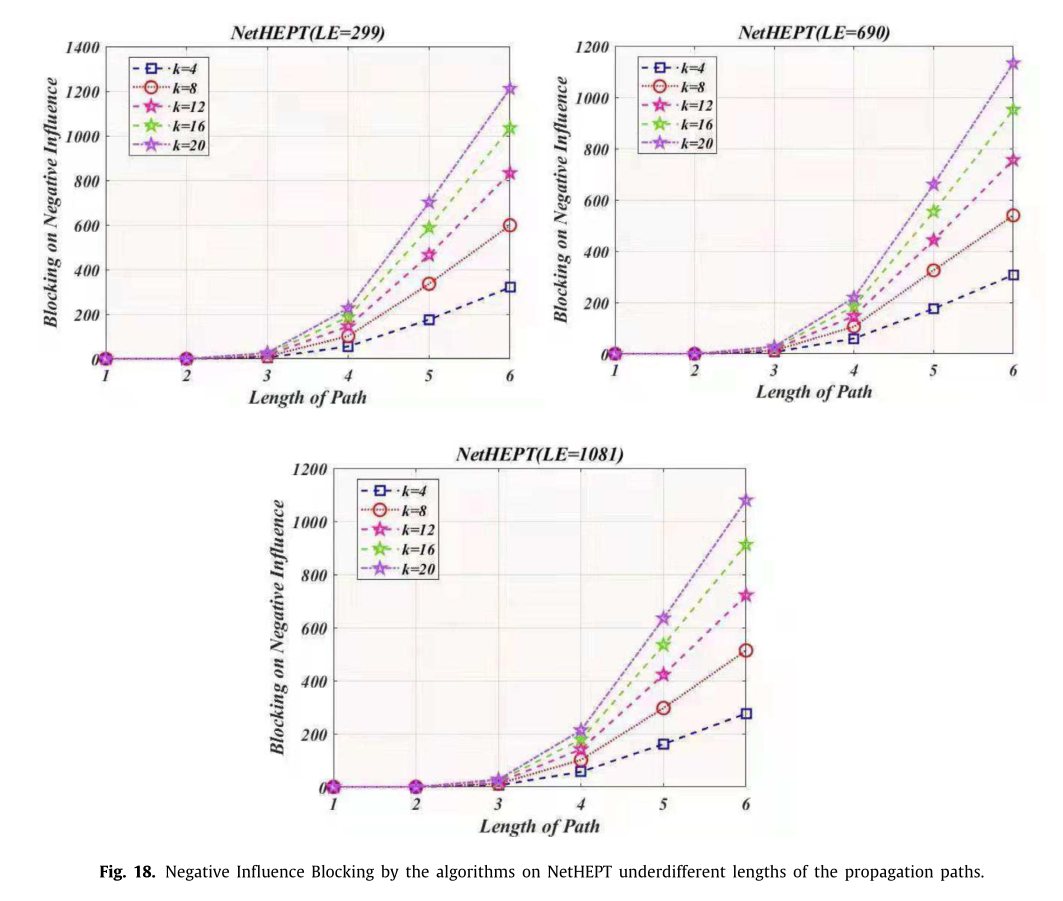 NetHEPT(LE=299)
1400
1200
1000
800
600
400
200
0
k=4
k=8
k=12
k=16
k=20
Blocking on Negative Influence
1 2 3 4 5 6
Length of Path
NetHEPT(LE=690)
1200
1000
800
600
400
200
0
k=4
k=8
k=12
k=16
k=20
Blocking on Negative Influence
1 2 3 4 5 6
Length of Path
NetHEPT(LE=1081)
1200
1000
800
600
400
200
0
k=4
k=8
k=12
k=16
k=20
Blocking on Negative Influence
1 2 3 4 5 6
Length of Path
Fig. 18. Negative Influence Blocking by the algorithms on NetHEPT underdifferent lengths of the propagation paths.